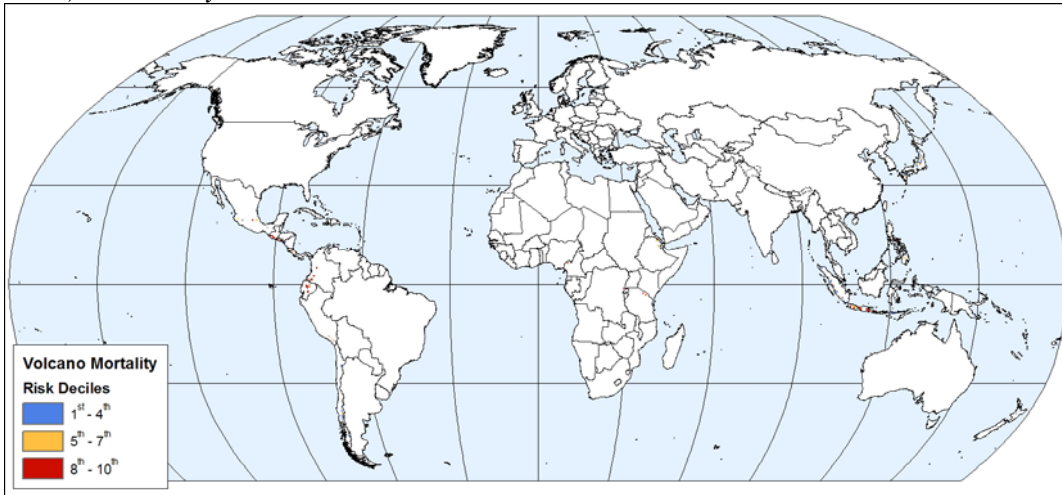 Volcano Mortality
Risk Deciles
1st - 4th
5th - 7th
8th - 10th